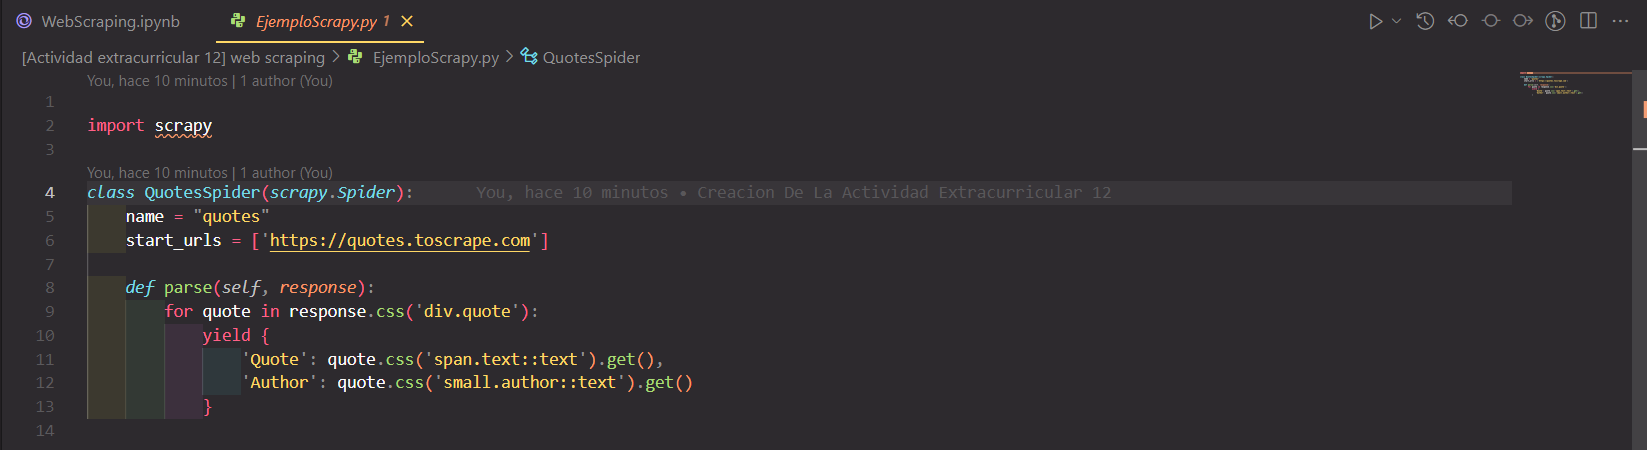 WebScraping.ipynb EjemploScrapy.py 1
[Actividad extracurricular 12] web scraping > EjemploScrapy.py > QuotesSpider
You, hace 10 minutos | 1 author (You)
1
2 import scrapy
3
You, hace 10 minutos | 1 author (You)
4 class QuotesSpider(scrapy.Spider): You, hace 10 minutos • Creacion De La Actividad Extracurricular 12
5 name = "quotes"
6 start_urls = ['https://quotes.toscrape.com']
7
8 def parse(self, response):
9 for quote in response.css('div.quote'):
10 yield {
11 'Quote': quote.css('span.text::text').get(),
12 'Author': quote.css('small.author::text').get()
13 }
14